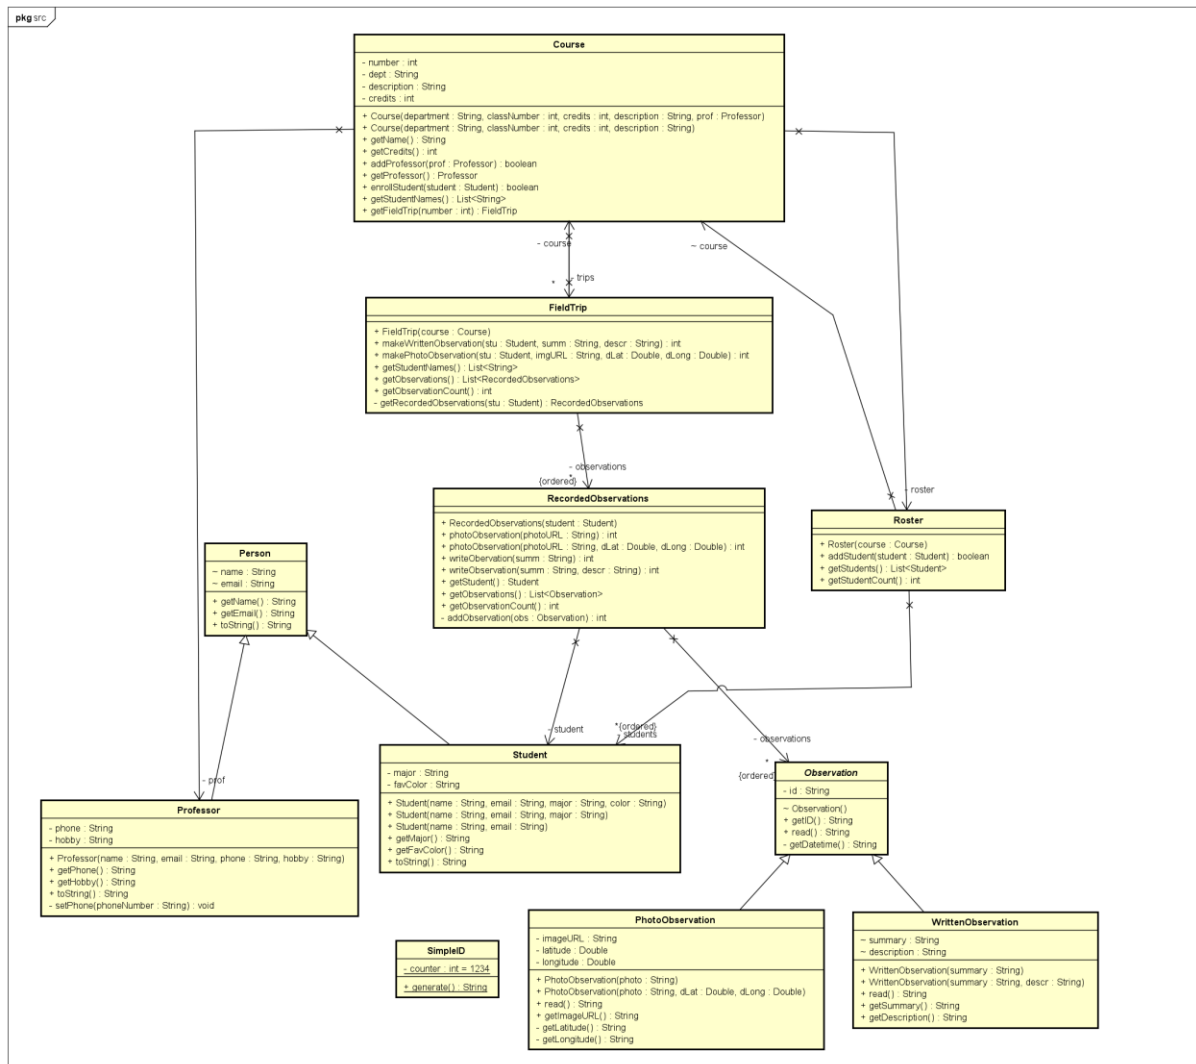 pkg src
Course
- number : int
- dept : String
- description : String
- credits : int
+ Course(department : String, classNumber : int, credits : int, description : String, prof : Professor)
+ Course(department : String, classNumber : int, credits : int, description : String)
+ getName() : String
+ getCredits() : int
+ addProfessor(prof : Professor) : boolean
+ getProfessor() : Professor
+ enrollStudent(student : Student) : boolean
+ getStudentNames() : List<String>
+ getFieldTrip(number : int) : FieldTrip
- course
~ course
- trips
*
FieldTrip
+ FieldTrip(course : Course)
+ makeWrittenObservation(stu : Student, summ : String, descr : String) : int
+ makePhotoObservation(stu : Student, imgURL : String, dLat : Double, dLong : Double) : int
+ getStudentNames() : List<String>
+ getObservations() : List<RecordedObservations>
+ getObservationCount() : int
- getRecordedObservations(stu : Student) : RecordedObservations
- observations
*
{ordered}
- roster
RecordedObservations
+ RecordedObservations(student : Student)
+ photoObservation(photoURL : String) : int
+ photoObservation(photoURL : String, dLat : Double, dLong : Double) : int
+ writeObervation(summ : String) : int
+ writeObservation(summ : String, descr : String) : int
+ getStudent() : Student
+ getObservations() : List<Observation>
+ getObservationCount() : int
- addObservation(obs : Observation) : int
Roster
+ Roster(course : Course)
+ addStudent(student : Student) : boolean
+ getStudents() : List<Student>
+ getStudentCount() : int
Person
~ name : String
~ email : String
+ getName() : String
+ getEmail() : String
+ toString() : String
- student
*{ordered}
- students
- observations
*
{ordered}
- prof
Student
- major : String
- favColor : String
+ Student(name : String, email : String, major : String, color : String)
+ Student(name : String, email : String, major : String)
+ Student(name : String, email : String)
+ getMajor() : String
+ getFavColor() : String
+ toString() : String
Observation
- id : String
~ Observation()
+ getID() : String
+ read() : String
- getDatetime() : String
Professor
- phone : String
- hobby : String
+ Professor(name : String, email : String, phone : String, hobby : String)
+ getPhone() : String
+ getHobby() : String
+ toString() : String
- setPhone(phoneNumber : String) : void
SimpleID
- counter : int = 1234
+ generate() : String
PhotoObservation
- imageURL : String
- latitude : Double
- longitude : Double
+ PhotoObservation(photo : String)
+ PhotoObservation(photo : String, dLat : Double, dLong : Double)
+ read() : String
+ getImageURL() : String
- getLatitude() : String
- getLongitude() : String
WrittenObservation
~ summary : String
~ description : String
+ WrittenObservation(summary : String)
+ WrittenObservation(summary : String, descr : String)
+ read() : String
+ getSummary() : String
+ getDescription() : String